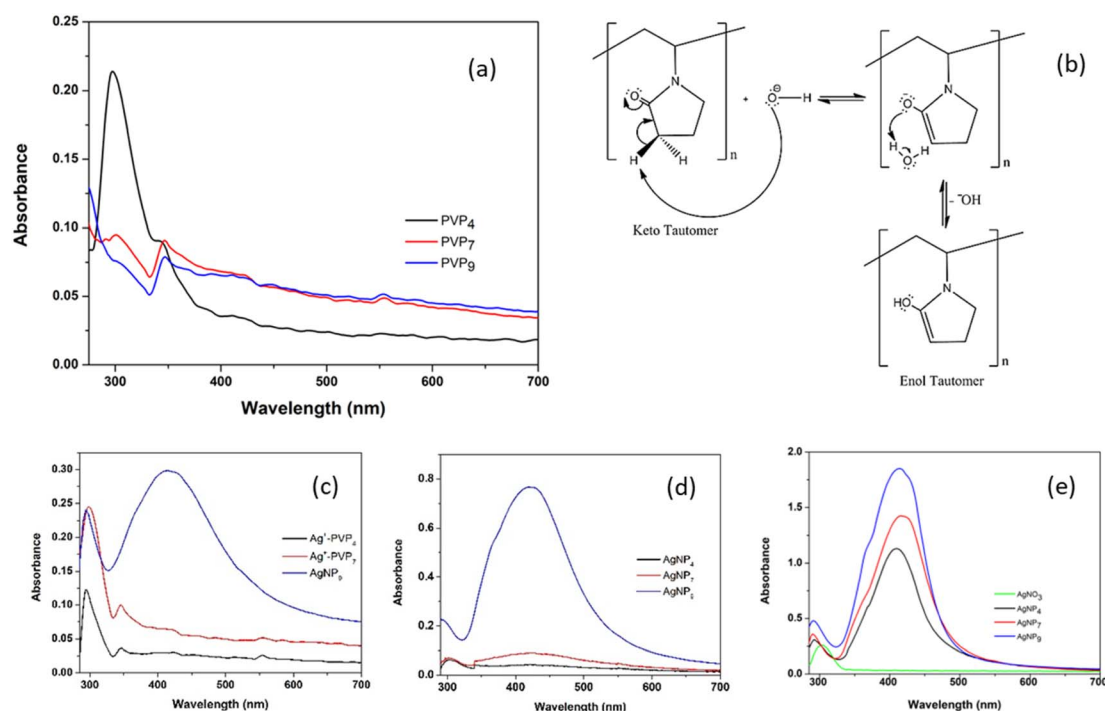 (a)
Absorbance
0.25
0.20
0.15
0.10
0.05
0.00
PVP4
PVP7
PVP9
300 400 500 600 700
Wavelength (nm)
(b)
N
O
H H
n
+
O H
Keto Tautomer
N
O
H H
O
n
- ⁻OH
N
HO
n
Enol Tautomer
(c)
Absorbance
0.30
0.25
0.20
0.15
0.10
0.05
0.00
Ag⁺-PVP4
Ag⁺-PVP7
AgNP9
300 400 500 600 700
Wavelength (nm)
(d)
Absorbance
0.8
0.6
0.4
0.2
0.0
AgNP4
AgNP7
300 400 500 600 700
Wavelength (nm)
(e)
Absorbance
2.0
1.5
1.0
0.5
0.0
AgNO3
AgNP4
AgNP7
AgNP9
300 400 500 600 700
Wavelength (nm)